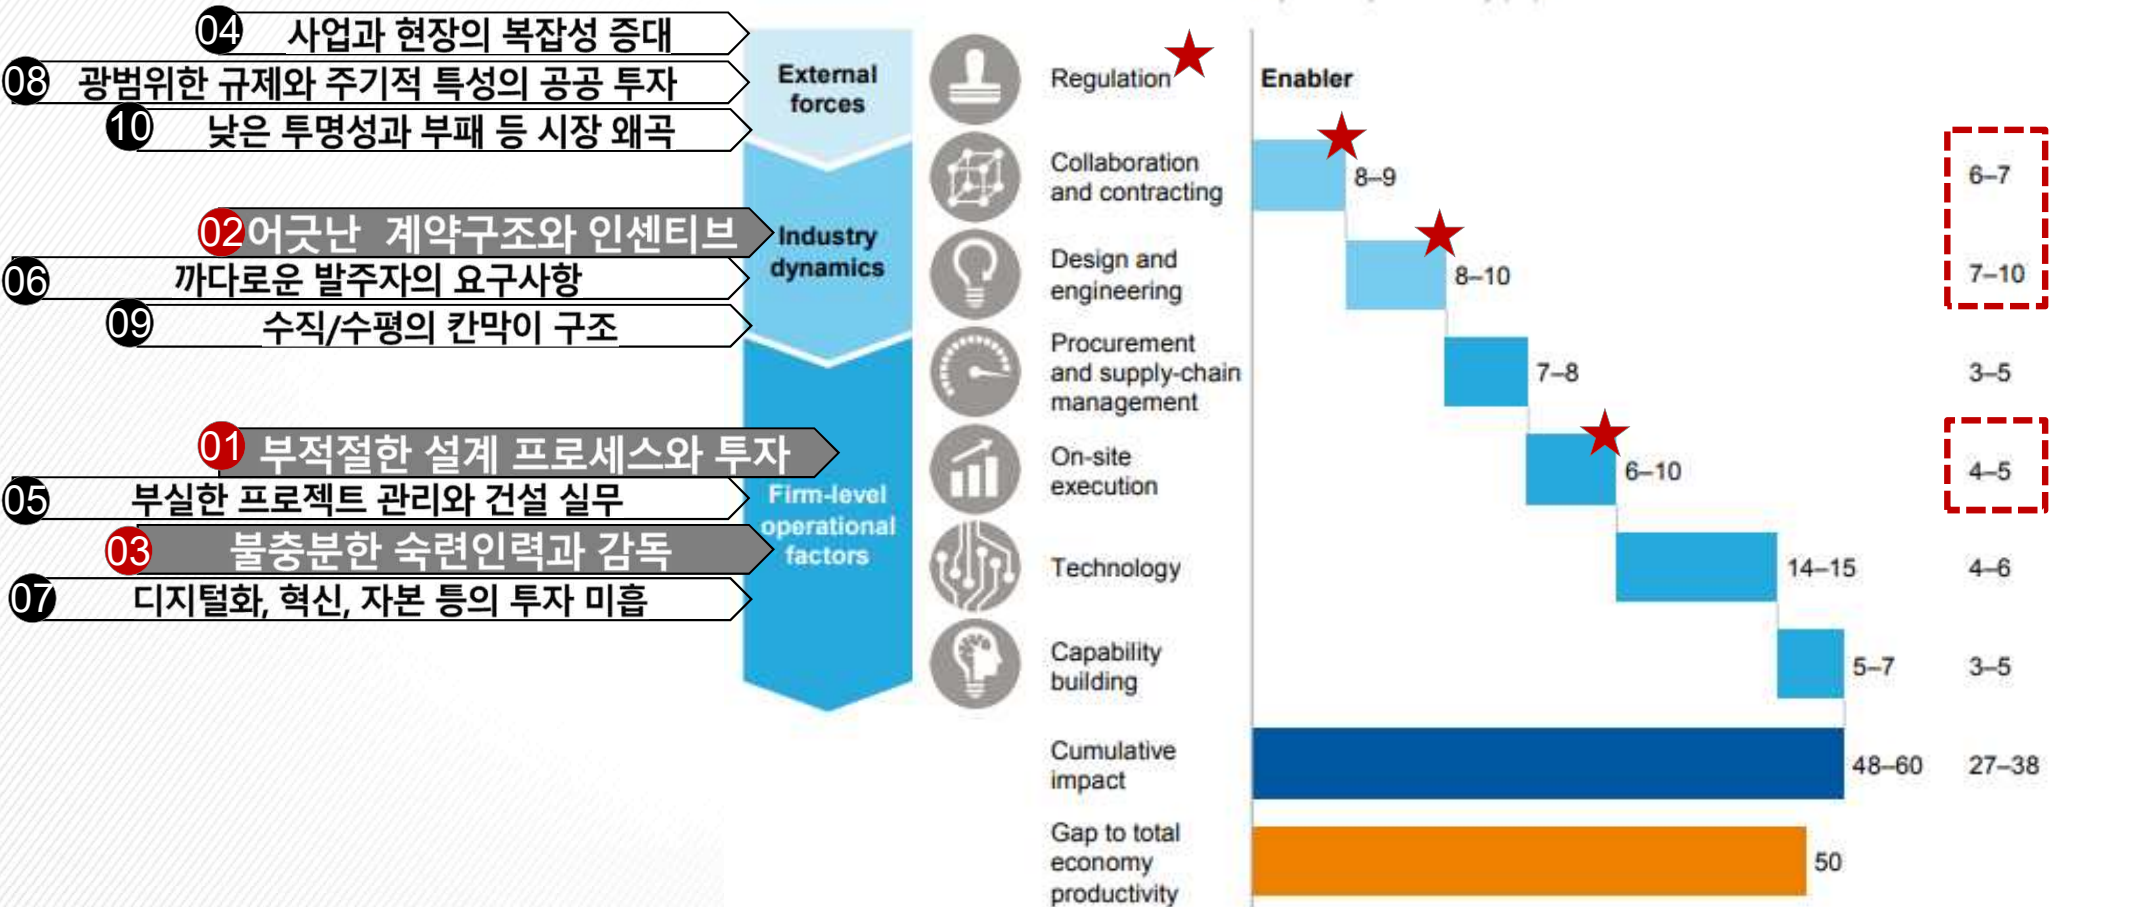 04 사업과 현장의 복잡성 증대
08 광범위한 규제와 주기적 특성의 공공 투자
10 낮은 투명성과 부패 등 시장 왜곡
02 어긋난 계약구조와 인센티브
06 까다로운 발주자의 요구사항
09 수직/수평의 칸막이 구조
01 부적절한 설계 프로세스와 투자
05 부실한 프로젝트 관리와 건설 실무
03 불충분한 숙련인력과 감독
07 디지털화, 혁신, 자본 등의 투자 미흡
External
forces
Industry
dynamics
Firm-level
operational
factors
Regulation
Enabler
Collaboration
and contracting
8–9
6–7
Design and
engineering
8–10
7–10
Procurement
and supply-chain
management
7–8
3–5
On-site
execution
6–10
4–5
Technology
14–15
4–6
Capability
building
5–7
3–5
Cumulative
impact
48–60
27–38
Gap to total
economy
productivity
50